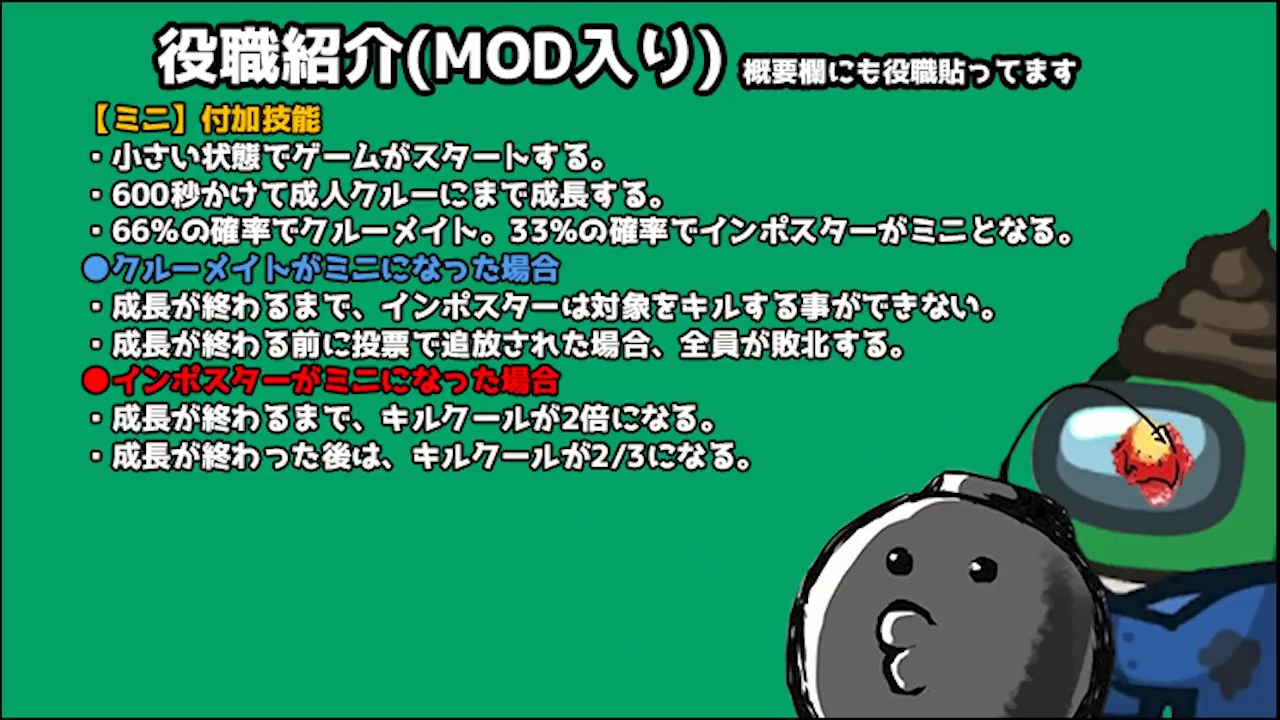 役職紹介(MOD入り) 概要欄にも役職貼ってます
【ミニ】付加技能
・小さい状態でゲームがスタートする。
・600秒かけて成人クルーにまで成長する。
・66%の確率でクルーメイト。33%の確率でインポスターがミニとなる。
●クルーメイトがミニになった場合
・成長が終わるまで、インポスターは対象をキルする事ができない。
・成長が終わる前に投票で追放された場合、全員が敗北する。
●インポスターがミニになった場合
・成長が終わるまで、キルクールが2倍になる。
・成長が終わった後は、キルクールが2/3になる。